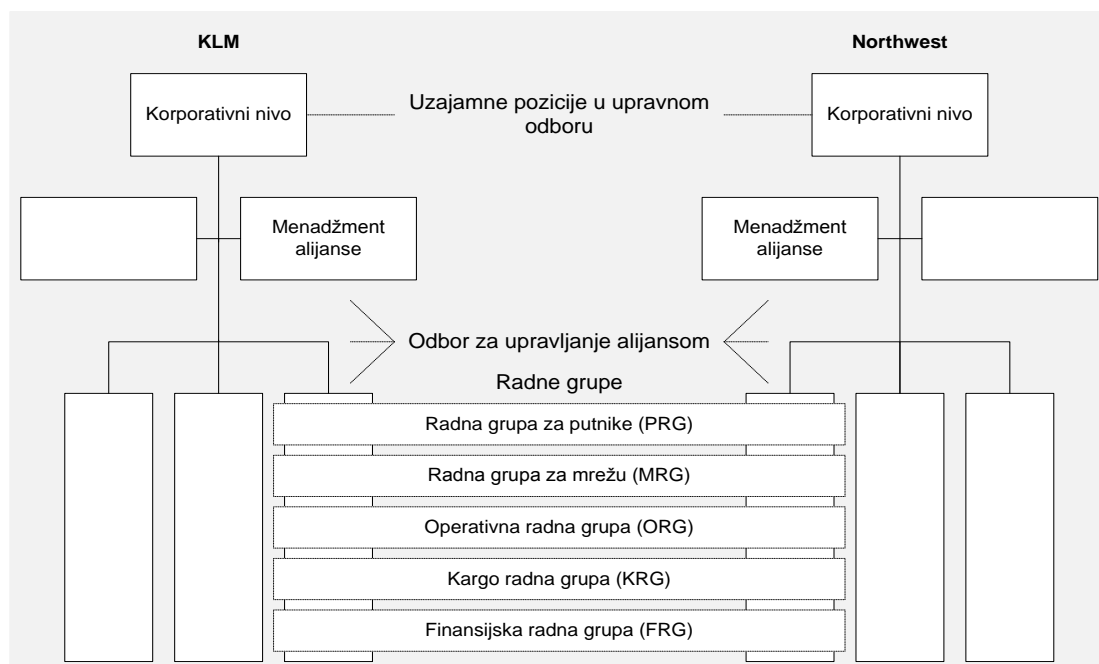 KLM
Northwest
Korporativni nivo
Uzajamne pozicije u upravnom
odboru
Korporativni nivo
Menadžment
alijanse
Menadžment
alijanse
Odbor za upravljanje alijansom
Radne grupe
Radna grupa za putnike (PRG)
Radna grupa za mrežu (MRG)
Operativna radna grupa (ORG)
Kargo radna grupa (KRG)
Finansijska radna grupa (FRG)